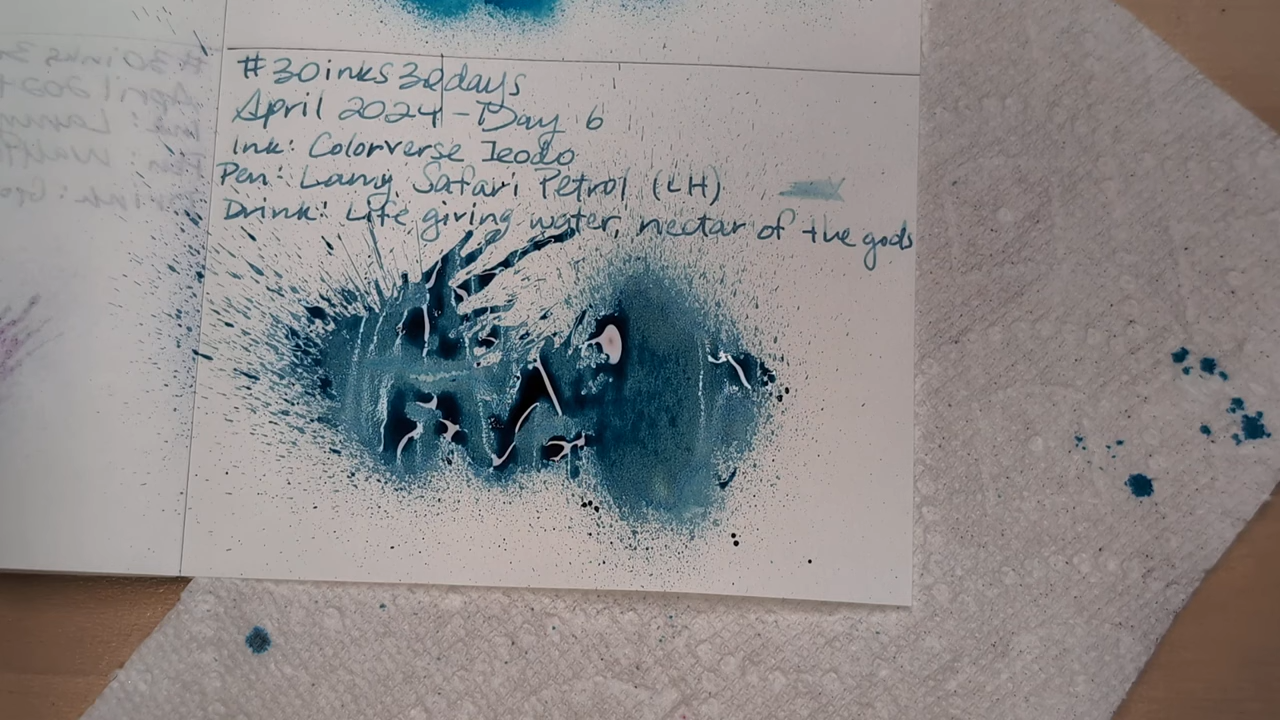 #30inks30days
April 2024 - Day 6
Ink: Colorverse Ieodo
Pen: Lamy Safari Petrol (LH)
Drink: Life giving water, nectar of the gods